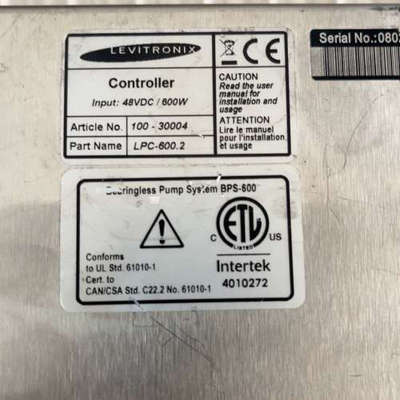 LEVITRONIX
CE
Controller
Input: 48VDC / 600W
Article No. 100 - 30004
Part Name LPC-600.2
CAUTION
Read the user
manual for
installation and
usage
ATTENTION
Lire le manuel
pour l'installation
et usage
Serial No.:080
Bearingless Pump System BPS-600
Conforms
to UL Std. 61010-1
Cert. to
CAN/CSA Std. C22.2 No. 61010-1
C ETL US
LISTED
Intertek
4010272